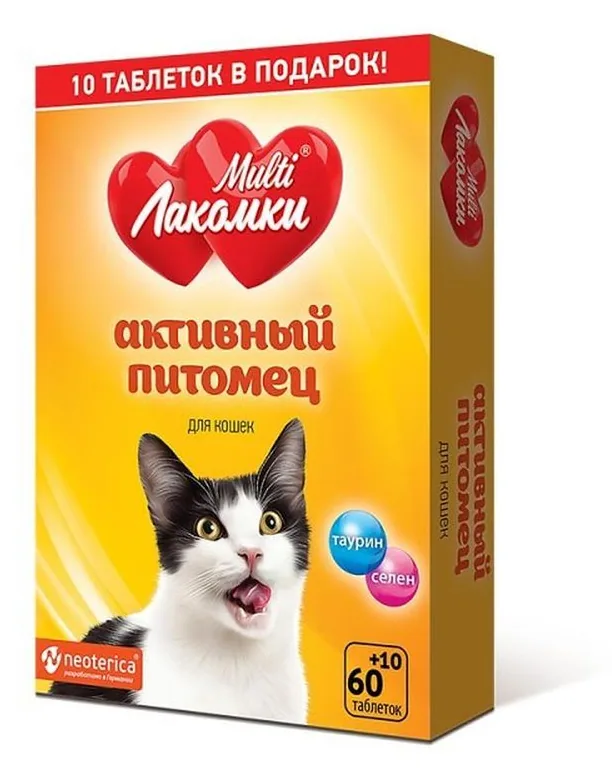 10 ТАБЛЕТОК В ПОДАРОК!
Multi®
Лакомки
активный
питомец
для кошек
таурин
селен
neoterica®
разработано в Германии
+10
60
таблеток
Multi
Лакомки
активный
питомец
для кошек